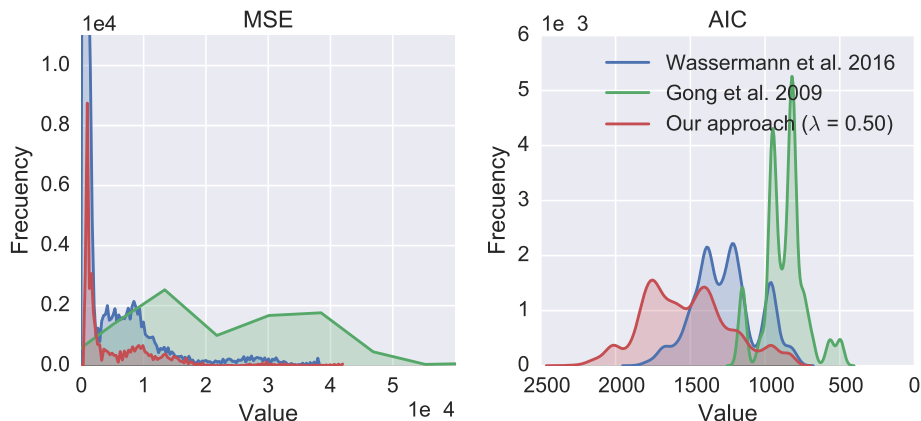 MSE
1e4
1.0
0.8
0.6
0.4
0.2
0.0
Frecuency
0 1 2 3 4 5
Value
1e 4
AIC
1e 3
6
5
4
3
2
1
0
Frecuency
Wassermann et al. 2016
Gong et al. 2009
Our approach (λ = 0.50)
2500 2000 1500 1000 500 0
Value